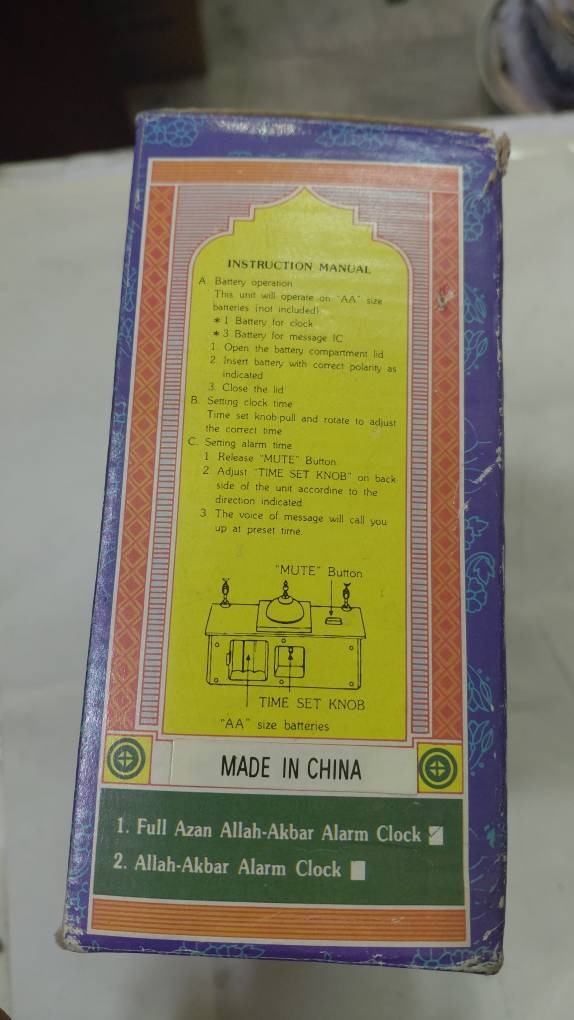 INSTRUCTION MANUAL
A. Battery operation
This unit will operate on "AA" size
batteries (not included)
* 1 Battery for clock
* 3 Battery for message IC
1. Open the battery compartment lid
2. Insert battery with correct polarity as
indicated
3. Close the lid
B. Setting clock time
Time set knob-pull and rotate to adjust
the correct time
C. Setting alarm time
1 Release "MUTE" Button
2. Adjust "TIME SET KNOB" on back
side of the unit accordine to the
direction indicated
3. The voice of message will call you
up at preset time.
"MUTE" Button
TIME SET KNOB
"AA" size batteries
MADE IN CHINA
1. Full Azan Allah-Akbar Alarm Clock
2. Allah-Akbar Alarm Clock